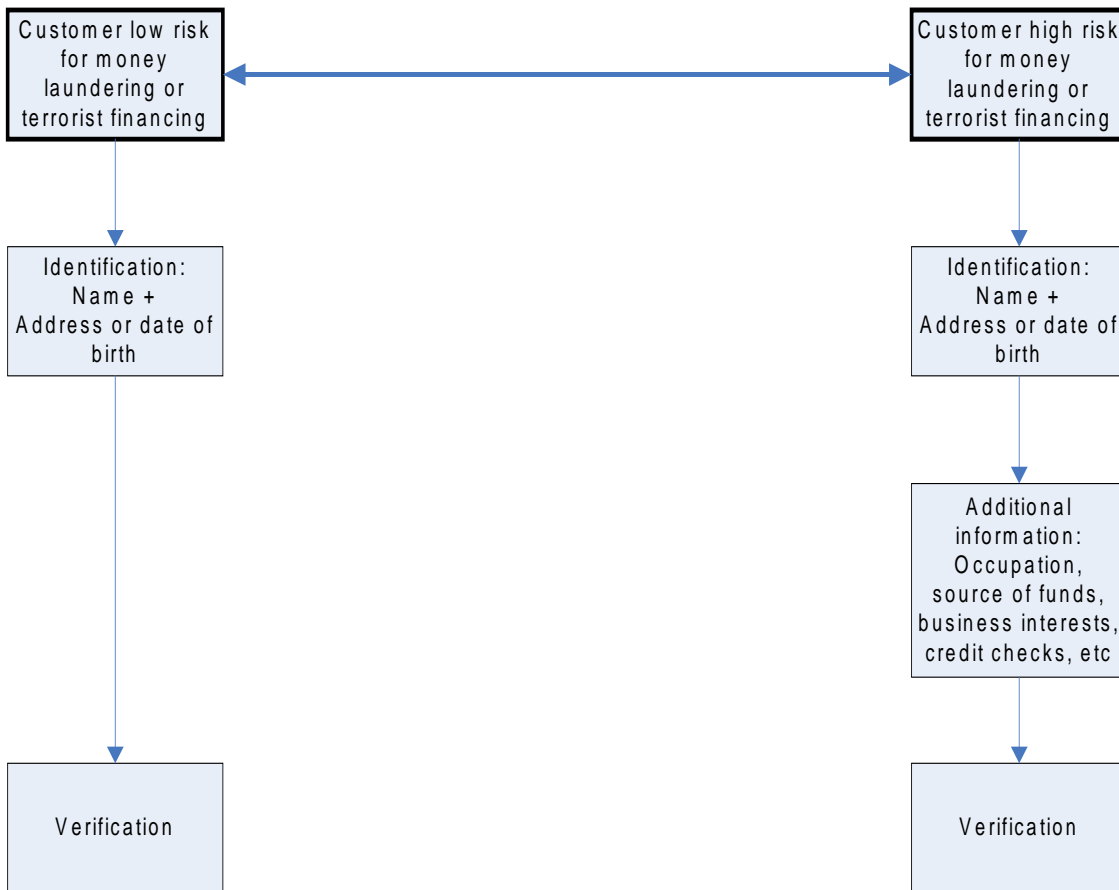 Customer low risk
for money
laundering or
terrorist financing
Customer high risk
for money
laundering or
terrorist financing
Identification:
Name +
Address or date of
birth
Identification:
Name +
Address or date of
birth
Additional
information:
Occupation,
source of funds,
business interests,
credit checks, etc
Verification
Verification